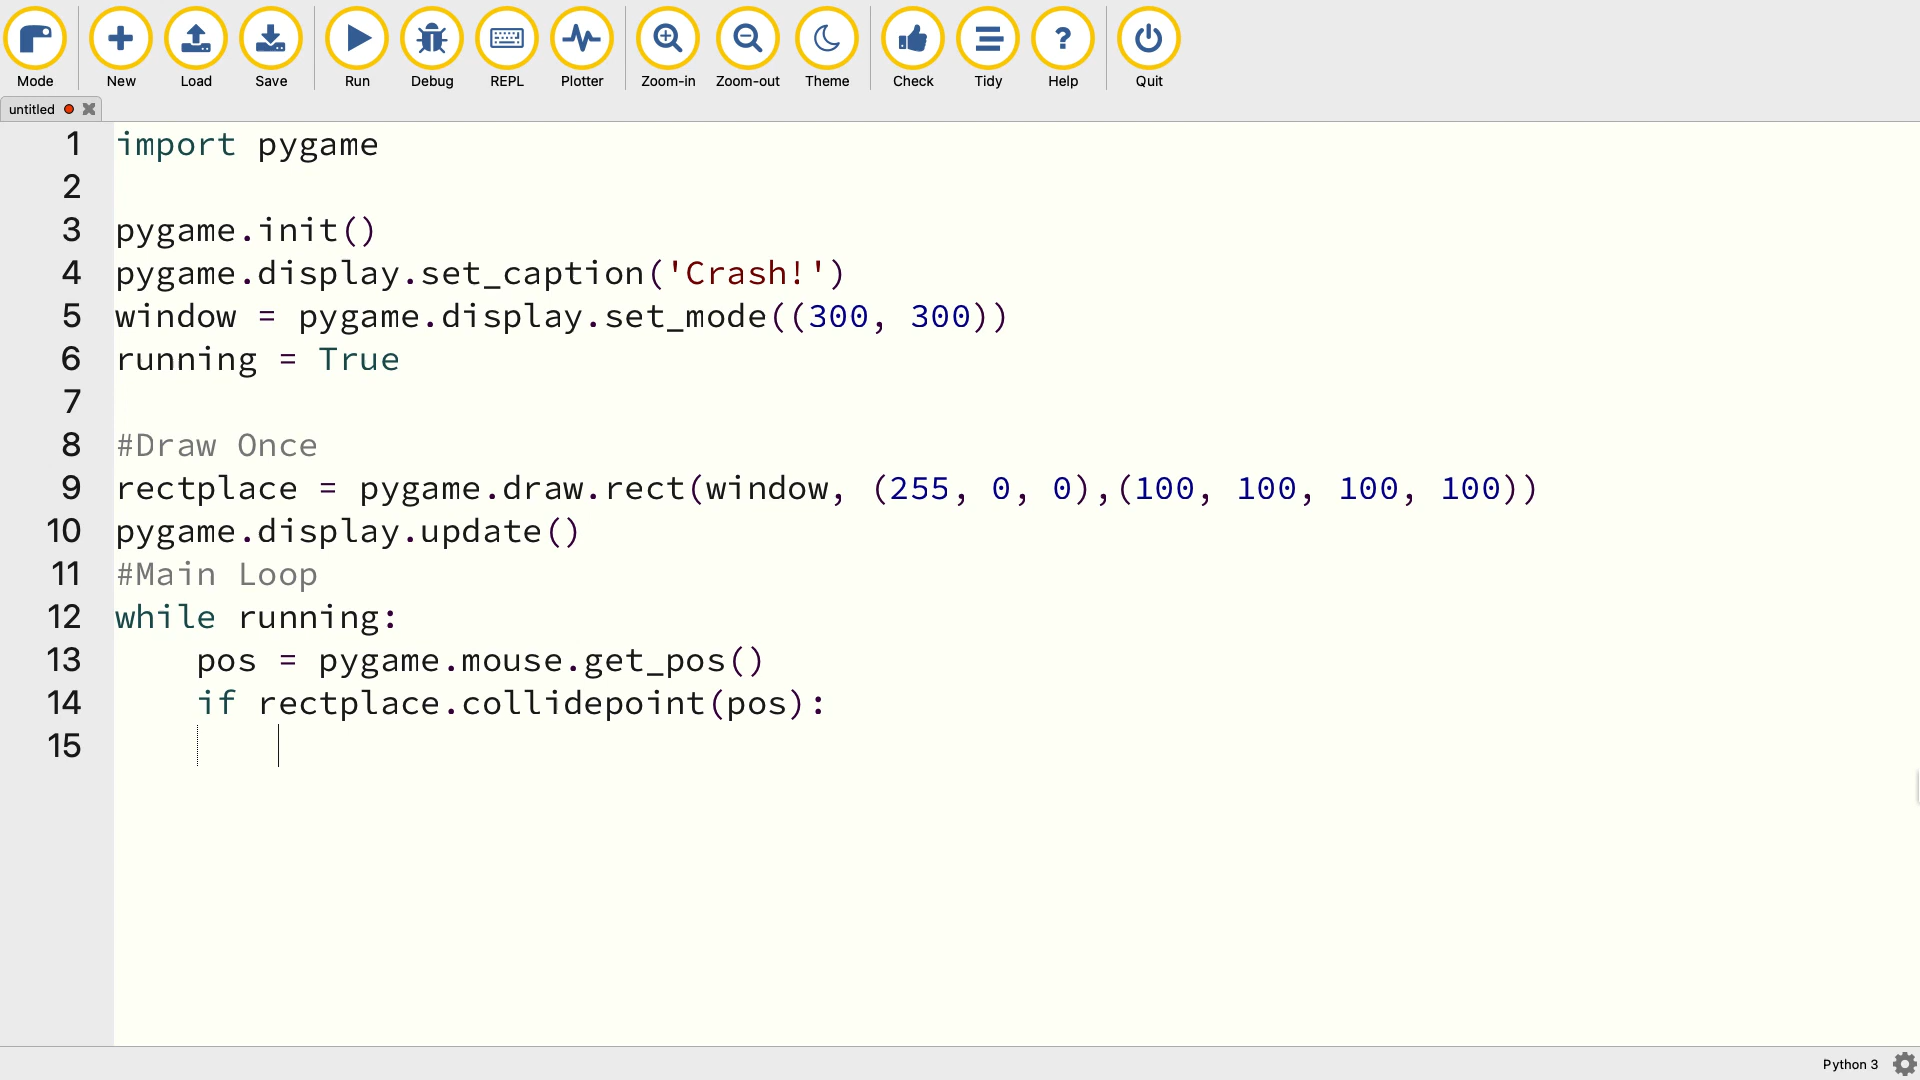 Mode New Load Save Run Debug REPL Plotter Zoom-in Zoom-out Theme Check Tidy Help Quit
untitled
1 import pygame
2
3 pygame.init()
4 pygame.display.set_caption('Crash!')
5 window = pygame.display.set_mode((300, 300))
6 running = True
7
8 #Draw Once
9 rectplace = pygame.draw.rect(window, (255, 0, 0),(100, 100, 100, 100))
10 pygame.display.update()
11 #Main Loop
12 while running:
13     pos = pygame.mouse.get_pos()
14     if rectplace.collidepoint(pos):
15
Python 3